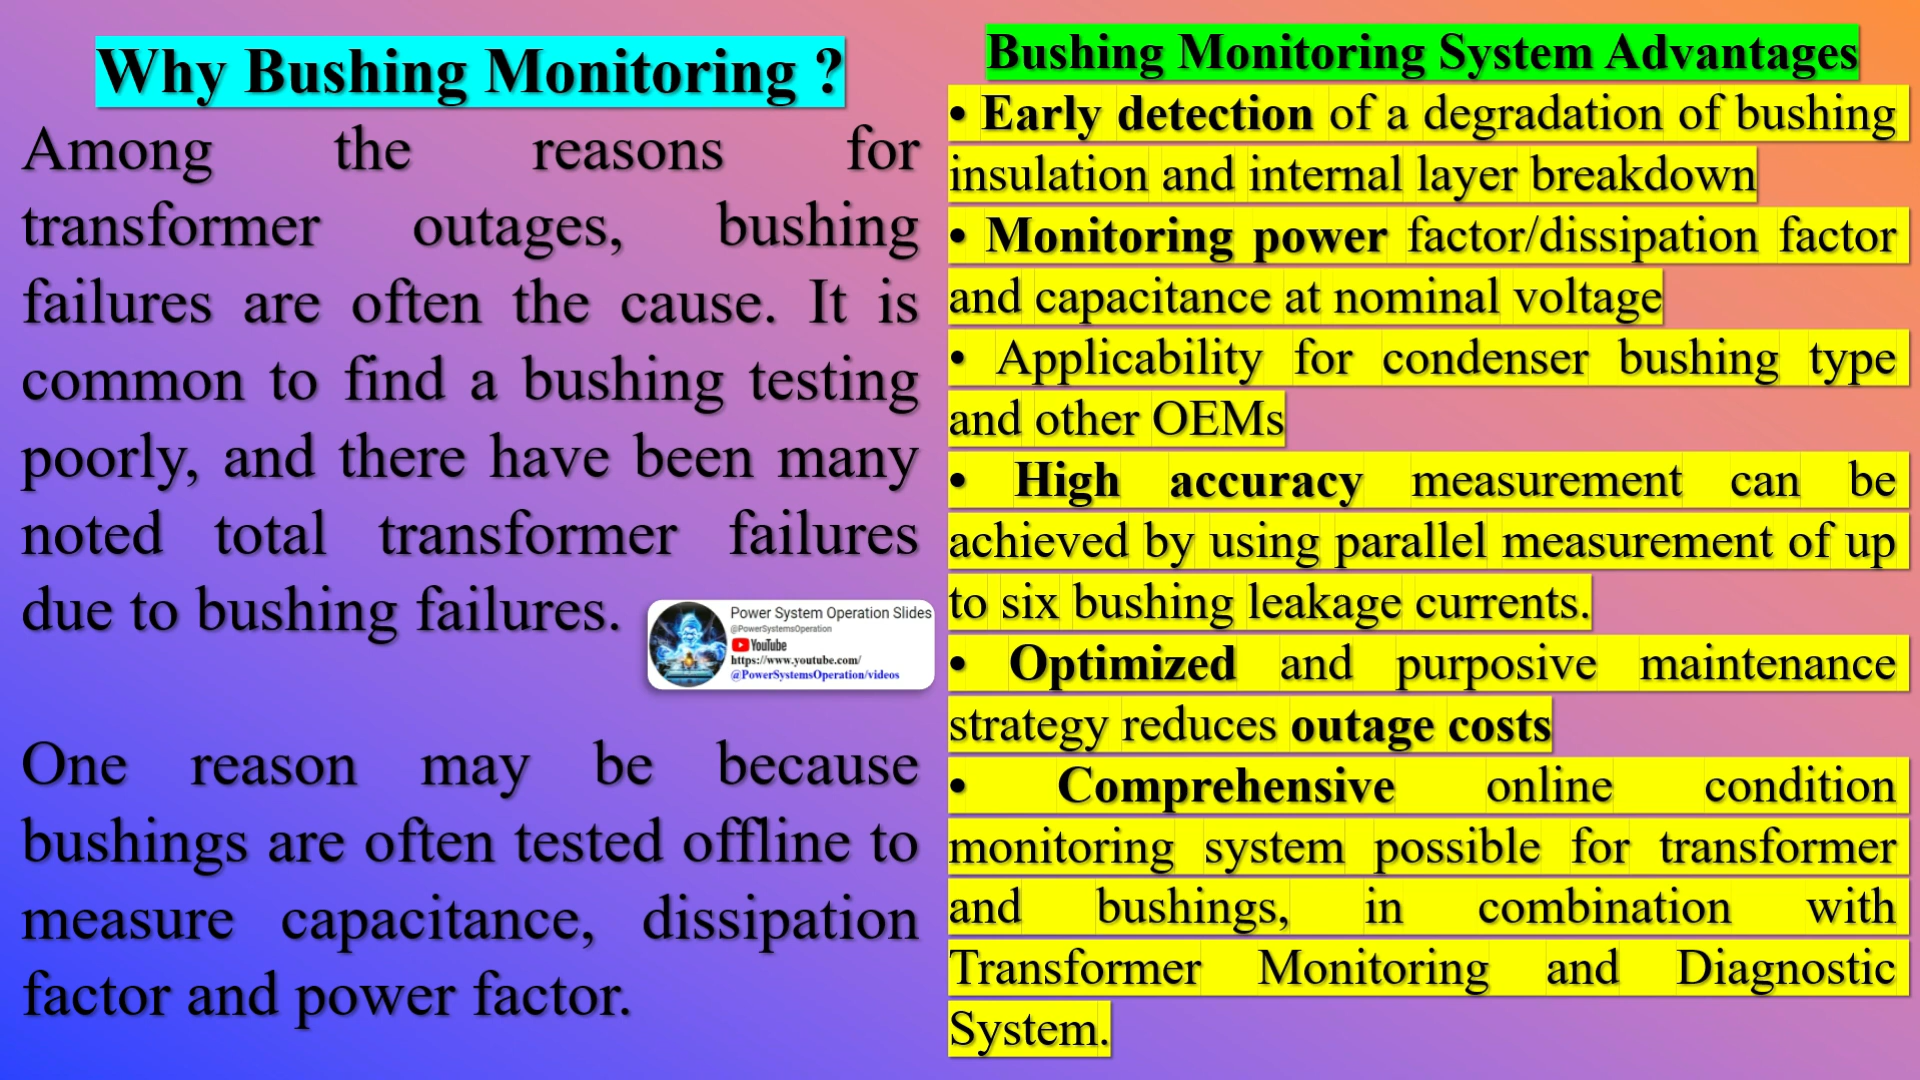 Why Bushing Monitoring ?
Among the reasons for
transformer outages, bushing
failures are often the cause. It is
common to find a bushing testing
poorly, and there have been many
noted total transformer failures
due to bushing failures.
Power System Operation Slides
@PowerSystemsOperation
YouTube
https://www.youtube.com/
@PowerSystemsOperation/videos
One reason may be because
bushings are often tested offline to
measure capacitance, dissipation
factor and power factor.
Bushing Monitoring System Advantages
• Early detection of a degradation of bushing
insulation and internal layer breakdown
• Monitoring power factor/dissipation factor
and capacitance at nominal voltage
• Applicability for condenser bushing type
and other OEMs
• High accuracy measurement can be
achieved by using parallel measurement of up
to six bushing leakage currents.
• Optimized and purposive maintenance
strategy reduces outage costs
• Comprehensive online condition
monitoring system possible for transformer
and bushings, in combination with
Transformer Monitoring and Diagnostic
System.